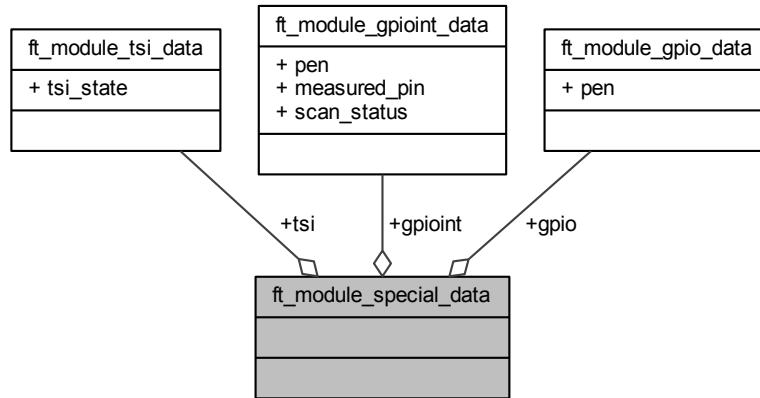 ft_module_tsi_data
+ tsi_state
ft_module_gpioint_data
+ pen
+ measured_pin
+ scan_status
ft_module_gpio_data
+ pen
+tsi
+gpioint
+gpio
ft_module_special_data